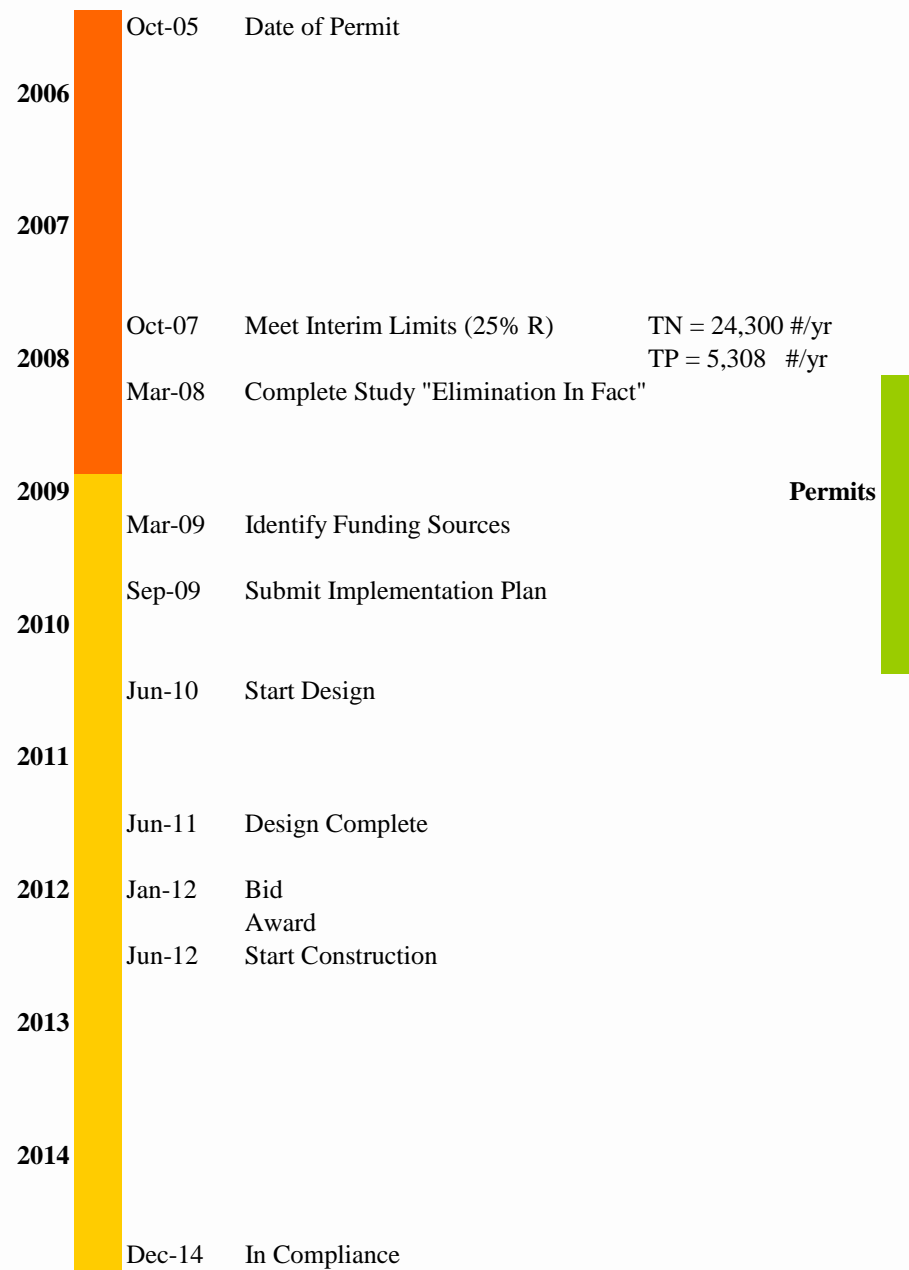 Oct-05 Date of Permit
2006
2007
Oct-07 Meet Interim Limits (25% R) TN = 24,300 #/yr
2008 TP = 5,308 #/yr
Mar-08 Complete Study "Elimination In Fact"
2009 Permits
Mar-09 Identify Funding Sources
Sep-09 Submit Implementation Plan
2010
Jun-10 Start Design
2011
Jun-11 Design Complete
2012 Jan-12 Bid
Award
Jun-12 Start Construction
2013
2014
Dec-14 In Compliance